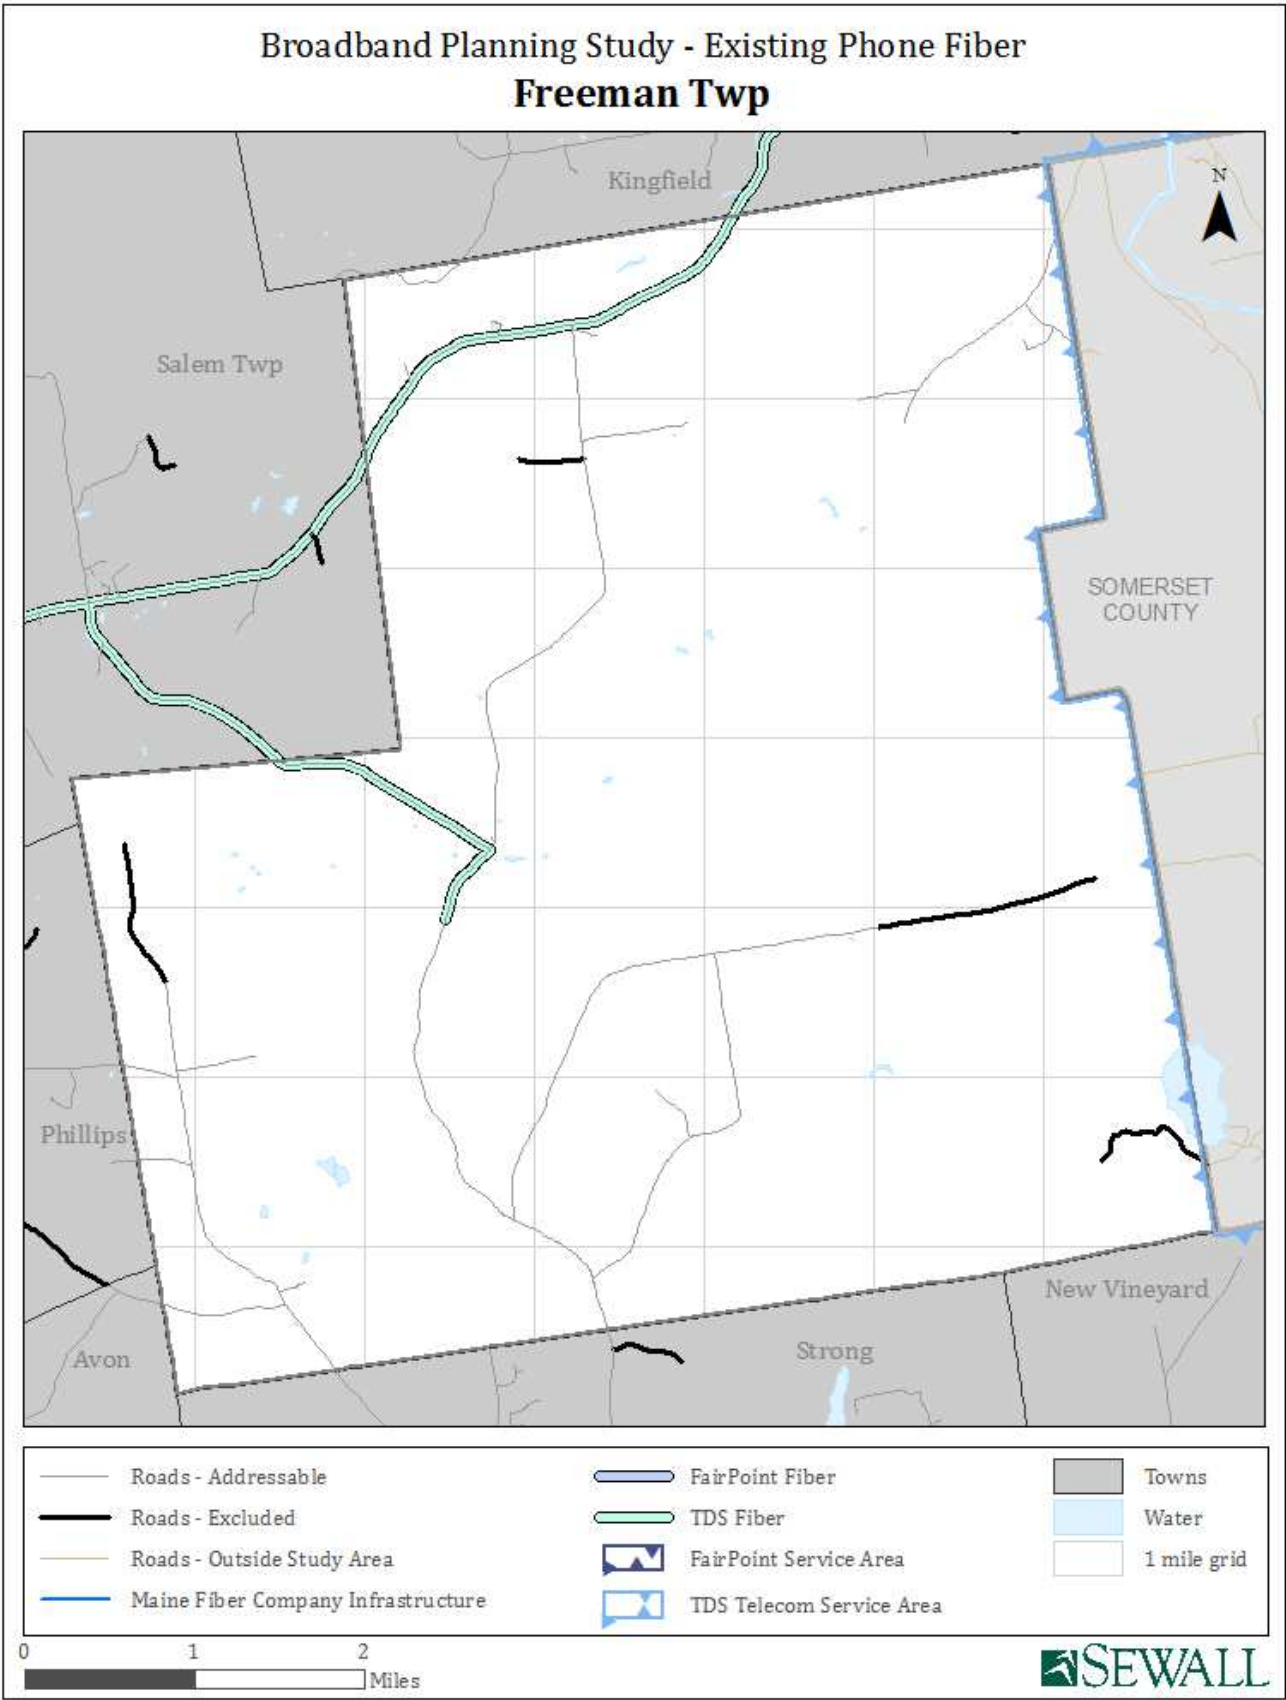 Broadband Planning Study - Existing Phone Fiber
Freeman Twp
Kingfield
N
Salem Twp
SOMERSET
COUNTY
Phillips
New Vineyard
Strong
Avon
Roads - Addressable
Roads - Excluded
Roads - Outside Study Area
Maine Fiber Company Infrastructure
FairPoint Fiber
TDS Fiber
FairPoint Service Area
TDS Telecom Service Area
Towns
Water
1 mile grid
0 1 2
Miles
SEWALL